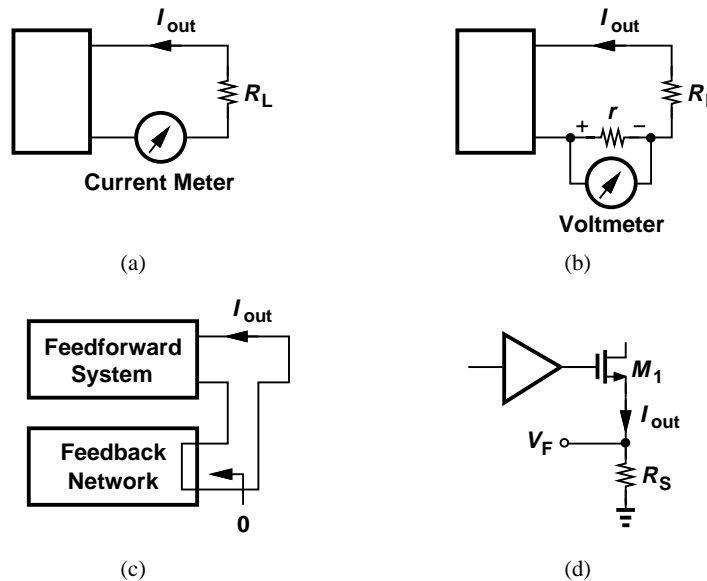 I out
R L
Current Meter
(a)
I out
R
+ r −
Voltmeter
(b)
I out
Feedforward
System
Feedback
Network
0
(c)
M 1
I out
V F
R S
(d)